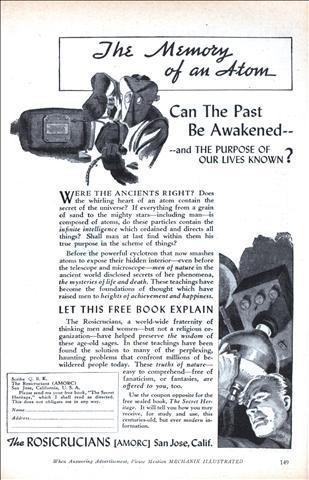 The Memory
of an Atom
Can The Past
Be Awakened--
--and THE PURPOSE OF
OUR LIVES KNOWN?
WERE THE ANCIENTS RIGHT? Does
the whirling heart of an atom contain the
secret of the universe? If everything from a
grain of sand to the mighty stars—including man—is
composed of atoms, do these particles contain the
infinite intelligence which ordained and directs all
things? Shall man at last find within them his
true purpose in the scheme of things?
Before the powerful cyclotron that now smashes
atoms to expose their hidden interior—even before
the telescope and microscope—men of nature in the
ancient world disclosed secrets of her phenomena,
the mysteries of life and death. These teachings have
become the foundations of thought which have
raised men to heights of achievement and happiness.
LET THIS FREE BOOK EXPLAIN
The Rosicrucians, a world-wide fraternity of
thinking men and women—but not a religious or-
ganization—have helped preserve the wisdom of
these age-old sages. In these teachings have been
found the solution to many of the perplexing,
haunting problems that confront millions of be-
wildered people today. These truths of nature—
easy to comprehend—free of
fanaticism, or fantasies, are
offered to you, too.
Use the coupon opposite for the
free sealed book, The Secret Her-
itage. It will tell you how you may
receive, for study and use, this
centuries-old, but ever modern in-
formation.
Scribe Q. R. K.
The Rosicrucians (AMORC)
San Jose, California, U. S. A.
Please send me your free book, "The Secret
Heritage," which I shall read as directed.
This does not obligate me in any way.
Name
Address
The ROSICRUCIANS [AMORC] San Jose, Calif.
When Answering Advertisement, Please Mention MECHANIX ILLUSTRATED
149